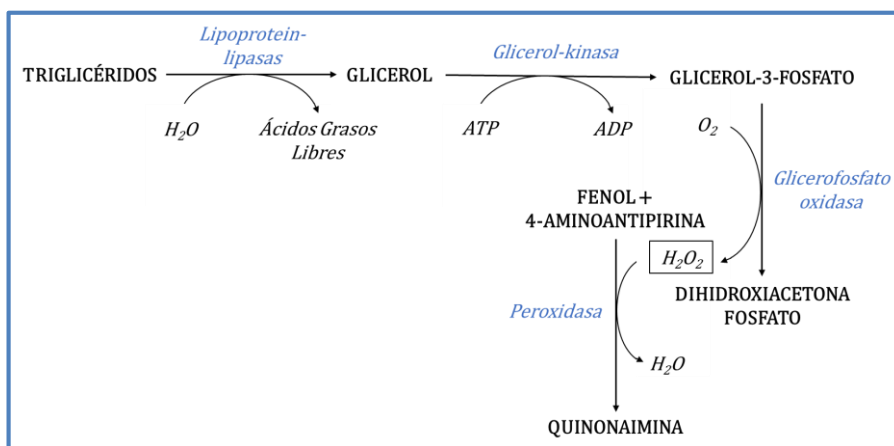 Lipoprotein-
lipasas
Glicerol-kinasa
TRIGLICÉRIDOS
GLICEROL
GLICEROL-3-FOSFATO
H₂O
Ácidos Grasos
Libres
ATP
ADP
O₂
Glicerofosfato
oxidasa
FENOL +
4-AMINOANTIPIRINA
H₂O₂
DIHIDROXIACETONA
FOSFATO
Peroxidasa
H₂O
QUINONAIMINA